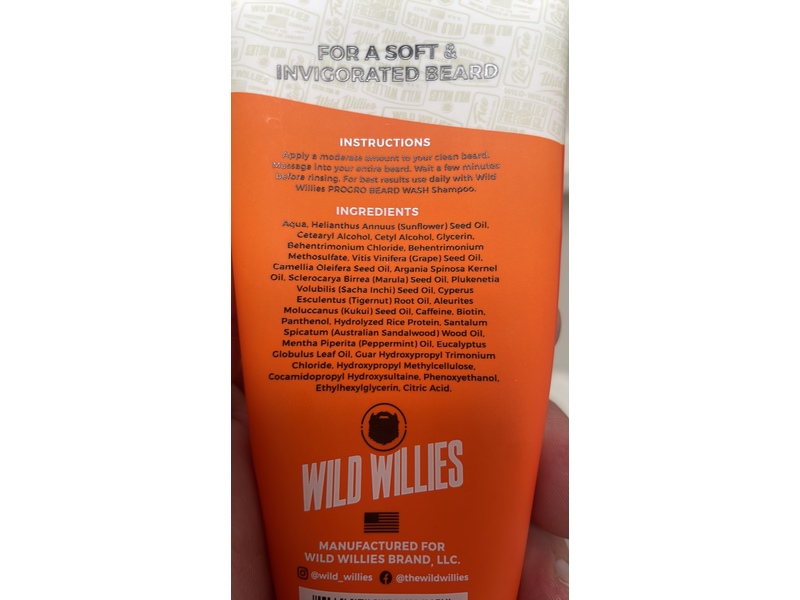 FOR A SOFT &
INVIGORATED BEARD
INSTRUCTIONS
Apply a moderate amount to your clean beard.
Massage into your entire beard. Wait a few minutes
before rinsing. For best results use daily with Wild
Willies PROGRO BEARD WASH Shampoo.
INGREDIENTS
Aqua, Helianthus Annuus (Sunflower) Seed Oil,
Cetearyl Alcohol, Cetyl Alcohol, Glycerin,
Behentrimonium Chloride, Behentrimonium
Methosulfate, Vitis Vinifera (Grape) Seed Oil,
Camellia Oleifera Seed Oil, Argania Spinosa Kernel
Oil, Sclerocarya Birrea (Marula) Seed Oil, Plukenetia
Volubilis (Sacha Inchi) Seed Oil, Cyperus
Esculentus (Tigernut) Root Oil, Aleurites
Moluccanus (Kukui) Seed Oil, Caffeine, Biotin,
Panthenol, Hydrolyzed Rice Protein, Santalum
Spicatum (Australian Sandalwood) Wood Oil,
Mentha Piperita (Peppermint) Oil, Eucalyptus
Globulus Leaf Oil, Guar Hydroxypropyl Trimonium
Chloride, Hydroxypropyl Methylcellulose,
Cocamidopropyl Hydroxysultaine, Phenoxyethanol,
Ethylhexylglycerin, Citric Acid.
WILD WILLIES
MANUFACTURED FOR
WILD WILLIES BRAND, LLC.
@wild_willies @thewildwillies